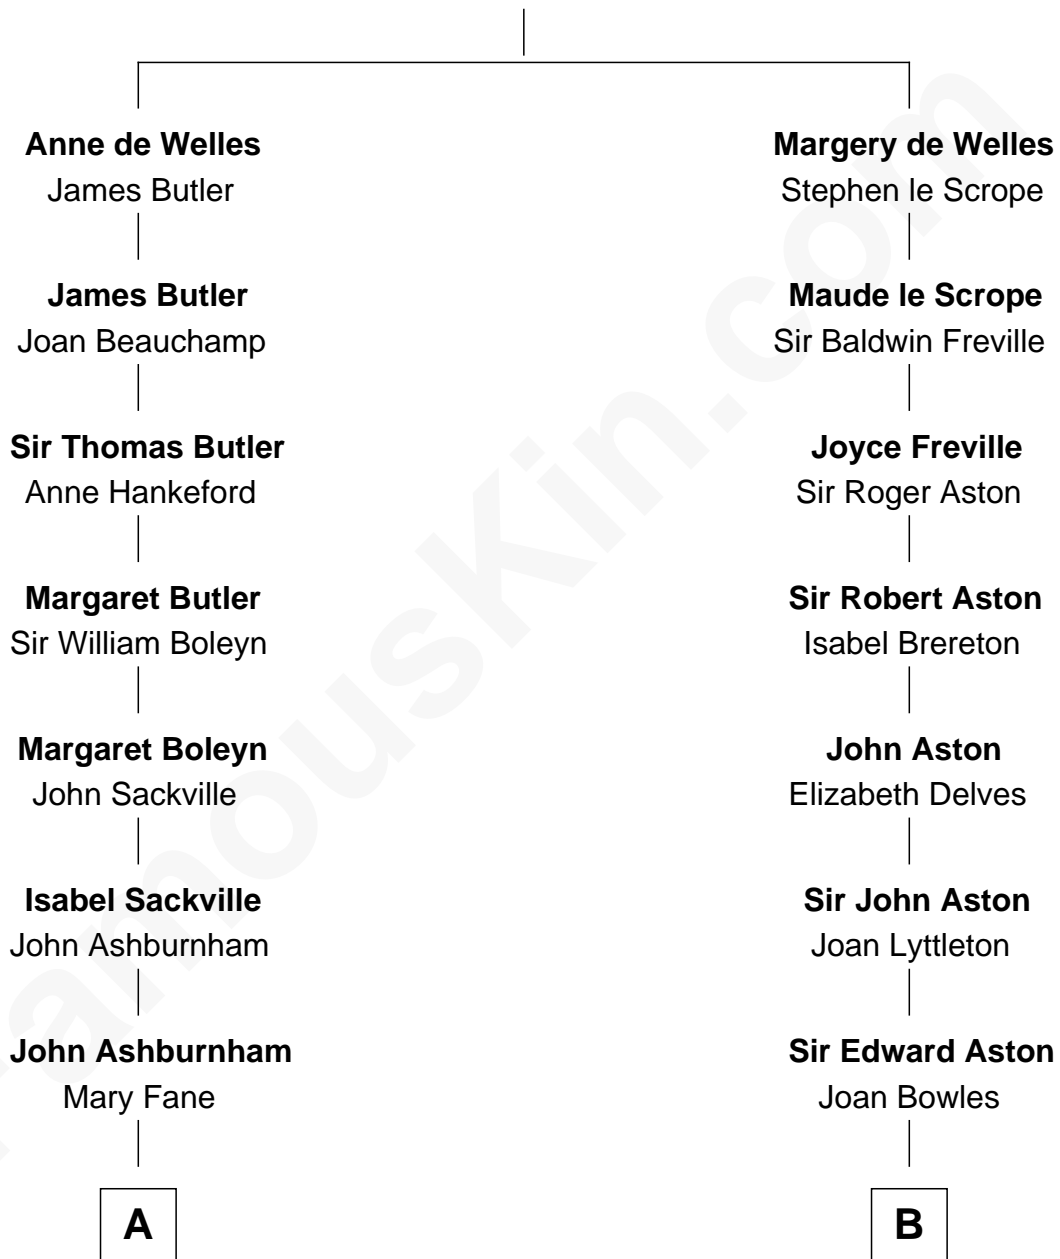 Anne de Welles
James Butler
James Butler
Joan Beauchamp
Sir Thomas Butler
Anne Hankeford
Margaret Butler
Sir William Boleyn
Margaret Boleyn
John Sackville
Isabel Sackville
John Ashburnham
John Ashburnham
Mary Fane
A
Margery de Welles
Stephen le Scrope
Maude le Scrope
Sir Baldwin Freville
Joyce Freville
Sir Roger Aston
Sir Robert Aston
Isabel Brereton
John Aston
Elizabeth Delves
Sir John Aston
Joan Lyttleton
Sir Edward Aston
Joan Bowles
B
FamousKin.com